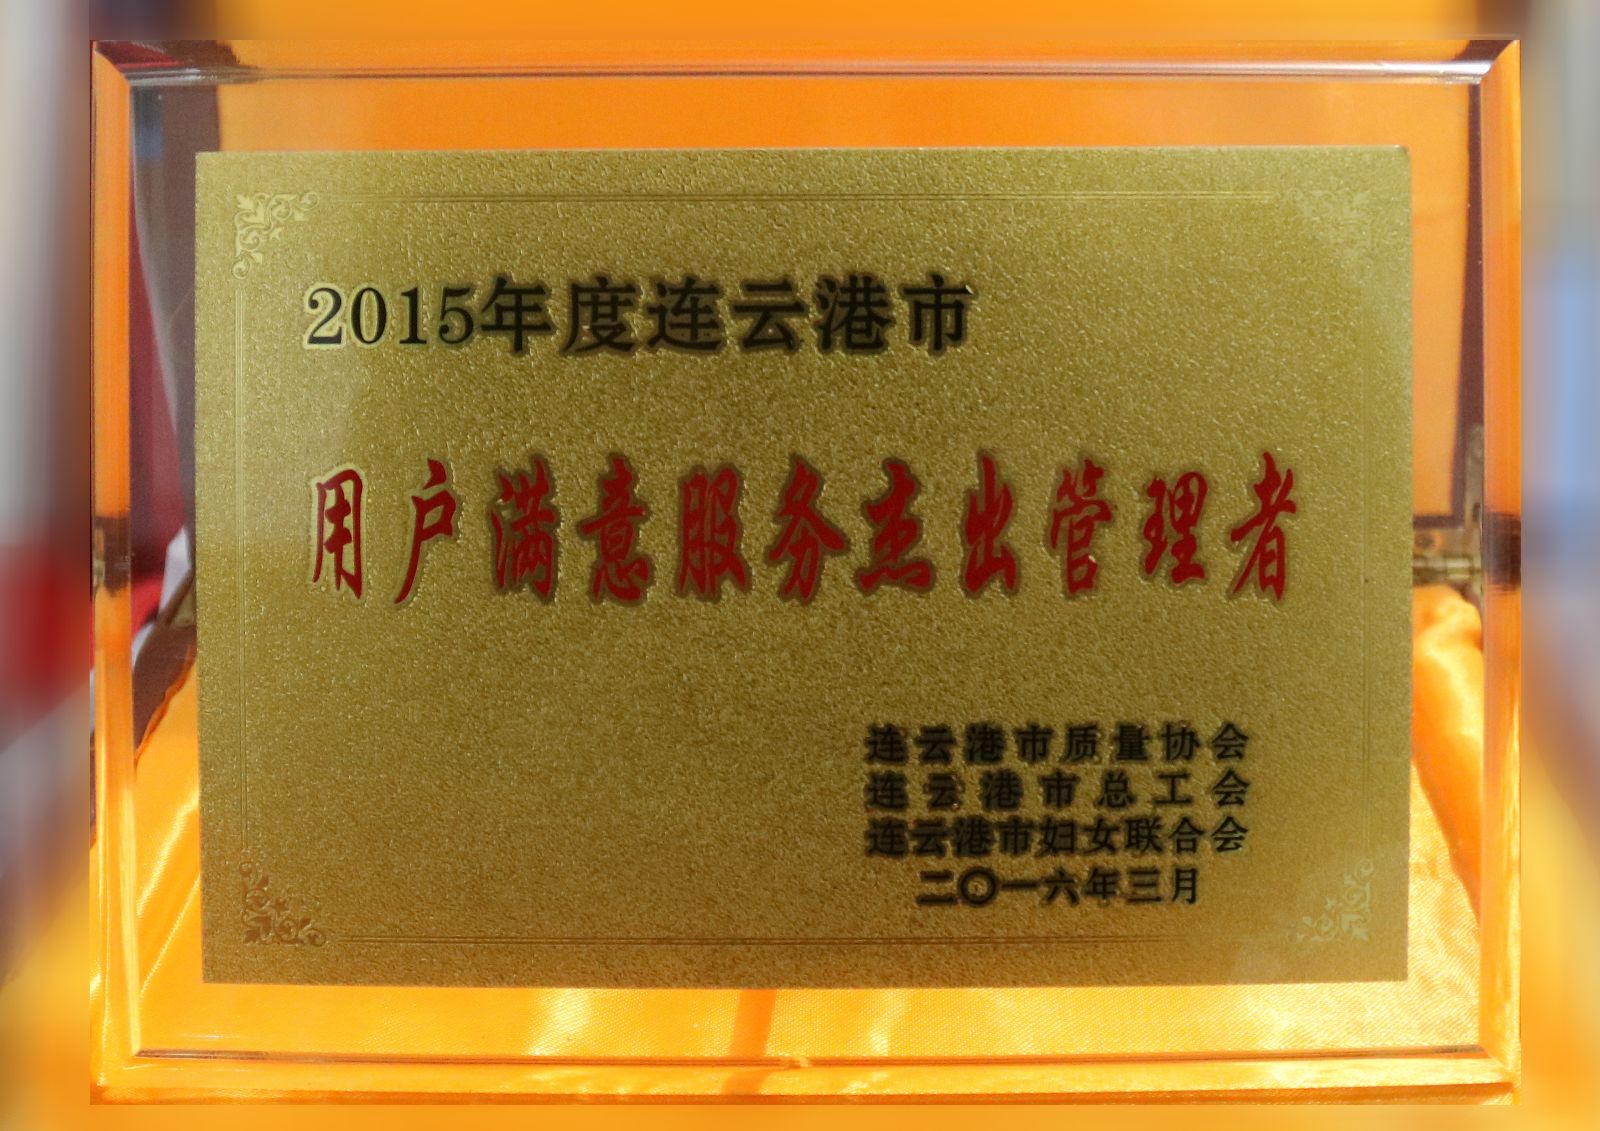 2015年度连云港市
用户满意服务杰出管理者
连云港市质量协会
连云港市总工会
连云港市妇女联合会
二〇一六年三月